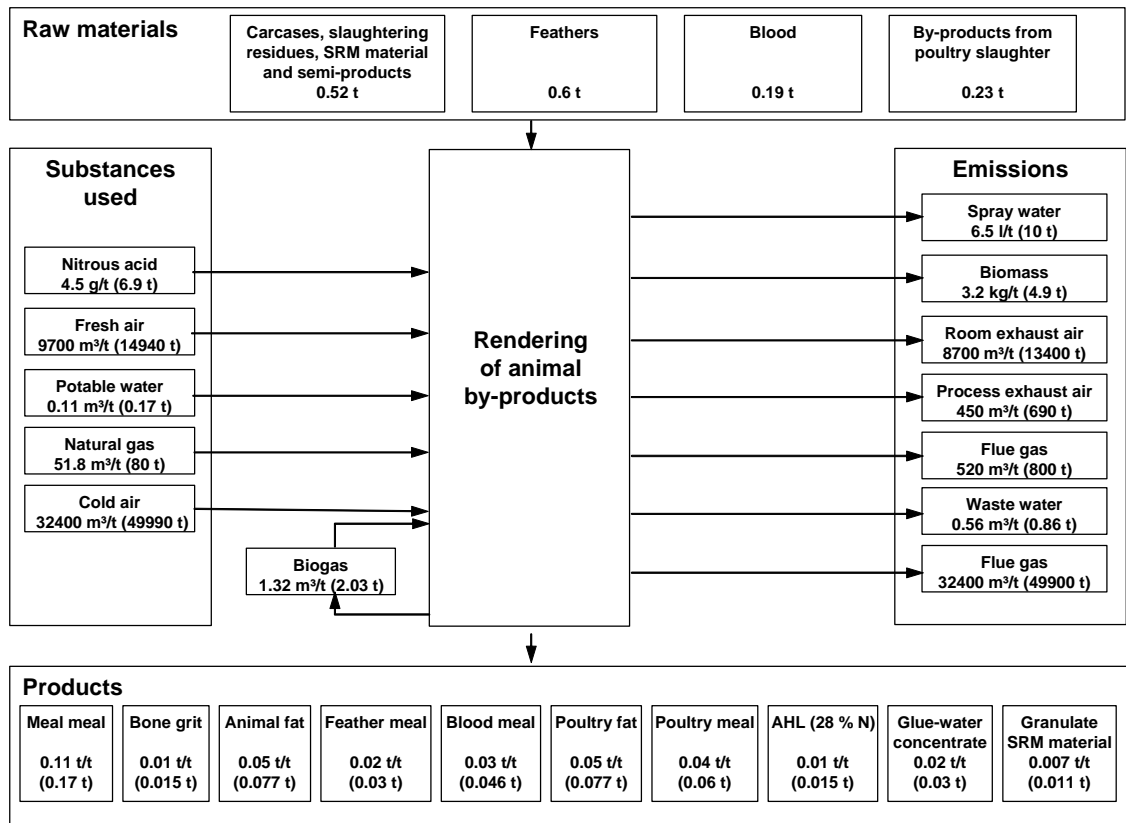 Raw materials
Carcases, slaughtering
residues, SRM material
and semi-products
0.52 t
Feathers
0.6 t
Blood
0.19 t
By-products from
poultry slaughter
0.23 t
Substances
used
Nitrous acid
4.5 g/t (6.9 t)
Fresh air
9700 m³/t (14940 t)
Potable water
0.11 m³/t (0.17 t)
Natural gas
51.8 m³/t (80 t)
Cold air
32400 m³/t (49990 t)
Biogas
1.32 m³/t (2.03 t)
Rendering
of animal
by-products
Emissions
Spray water
6.5 l/t (10 t)
Biomass
3.2 kg/t (4.9 t)
Room exhaust air
8700 m³/t (13400 t)
Process exhaust air
450 m³/t (690 t)
Flue gas
520 m³/t (800 t)
Waste water
0.56 m³/t (0.86 t)
Flue gas
32400 m³/t (49900 t)
Products
Meal meal
0.11 t/t
(0.17 t)
Bone grit
0.01 t/t
(0.015 t)
Animal fat
0.05 t/t
(0.077 t)
Feather meal
0.02 t/t
(0.03 t)
Blood meal
0.03 t/t
(0.046 t)
Poultry fat
0.05 t/t
(0.077 t)
Poultry meal
0.04 t/t
(0.06 t)
AHL (28 % N)
0.01 t/t
(0.015 t)
Glue-water
concentrate
0.02 t/t
(0.03 t)
Granulate
SRM material
0.007 t/t
(0.011 t)